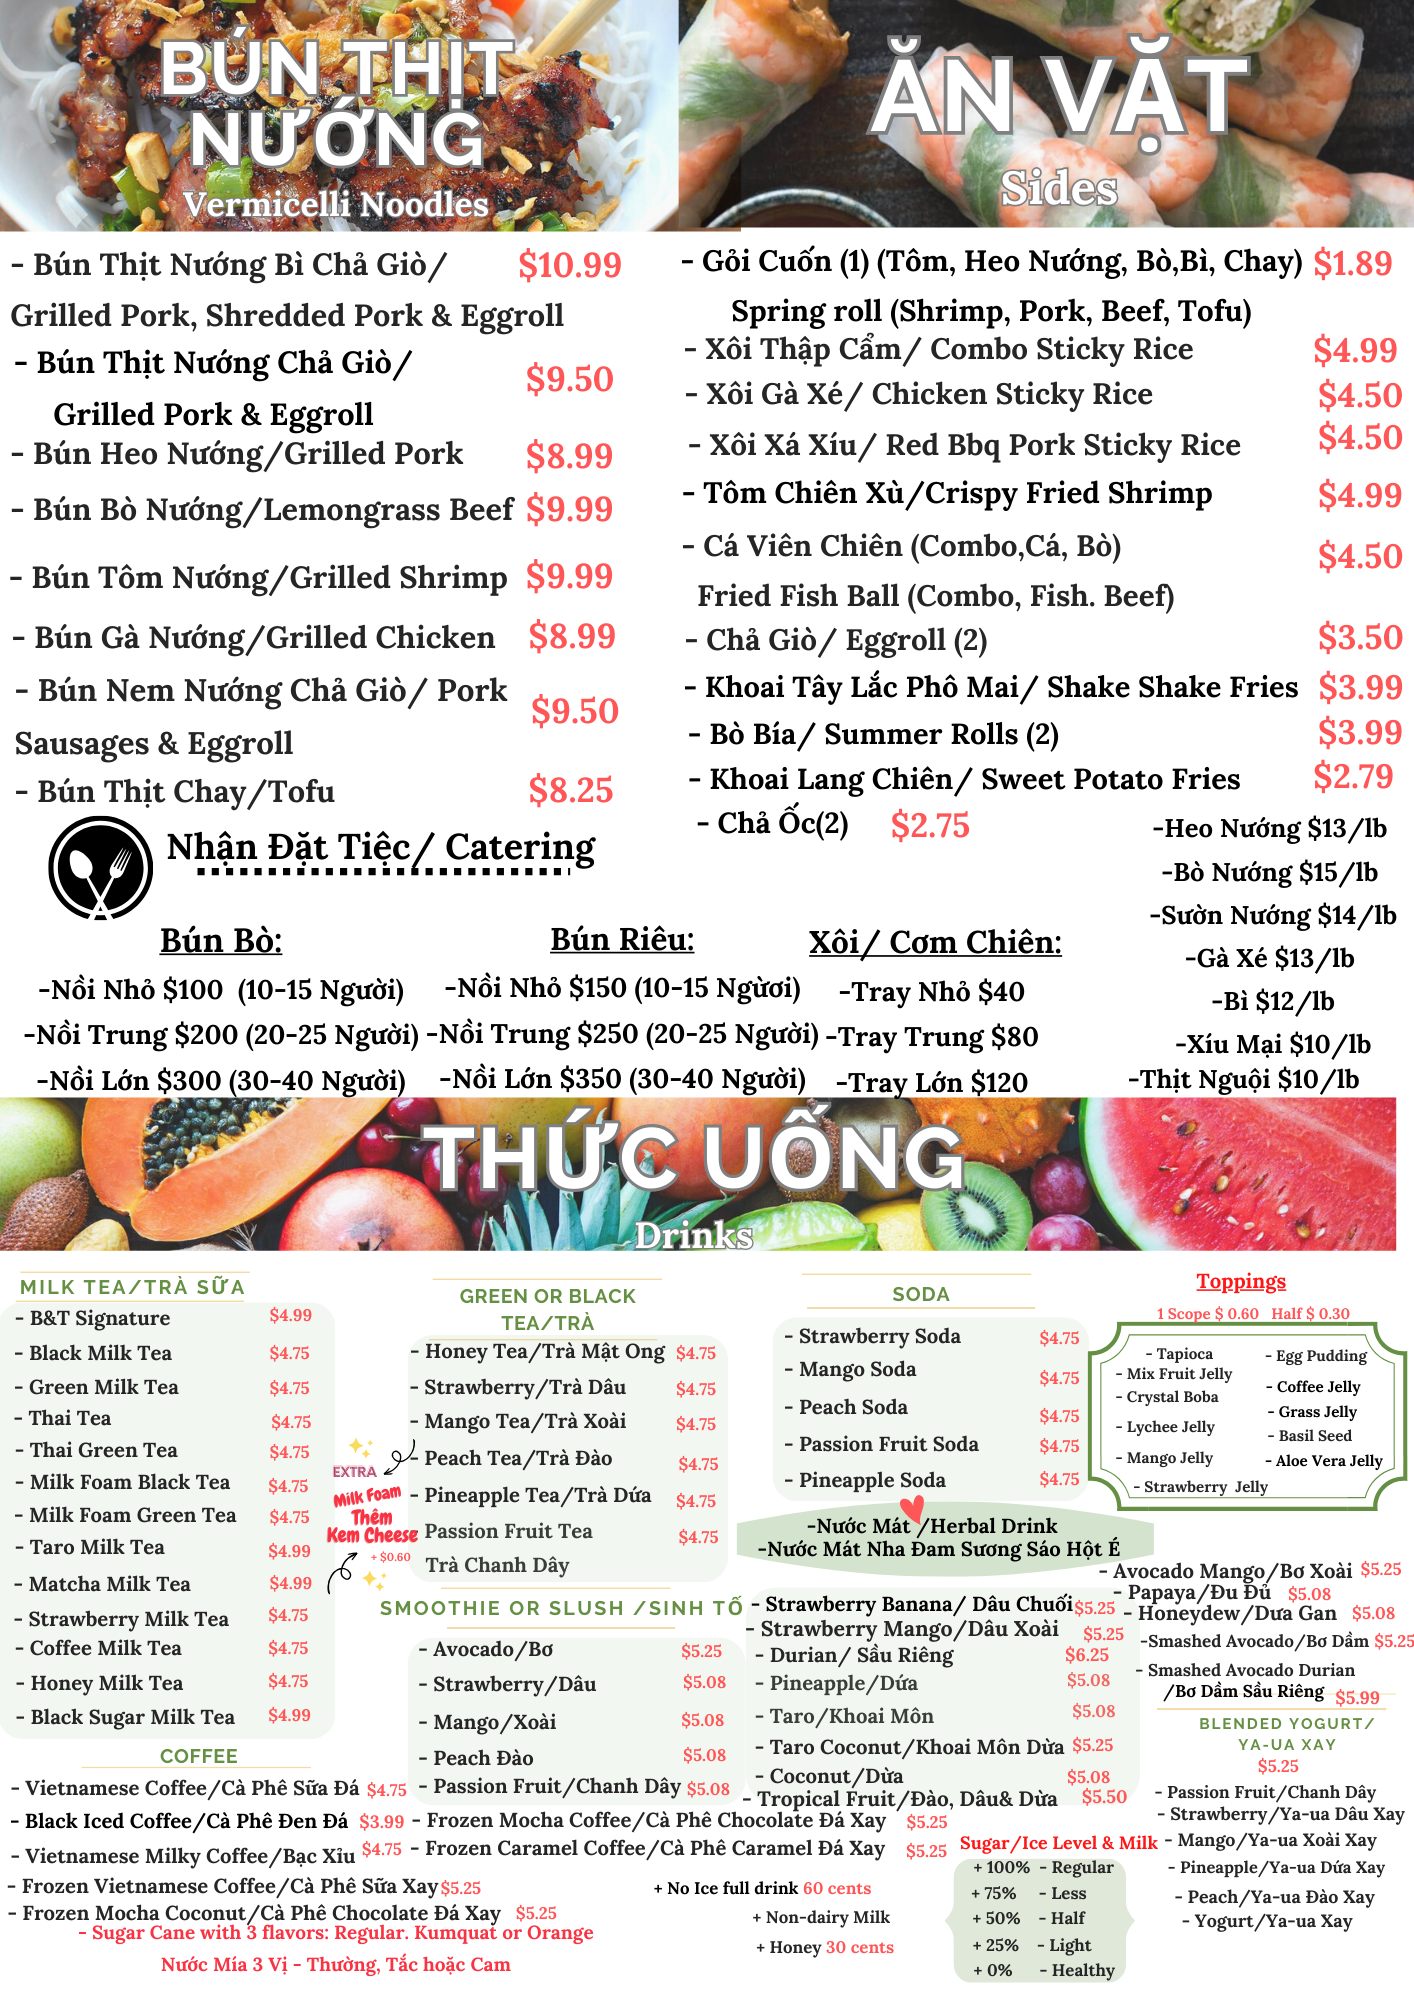 BÚN THỊT
NƯỚNG
Vermicelli Noodles
- Bún Thịt Nướng Bì Chả Giò/ $10.99
Grilled Pork, Shredded Pork & Eggroll
- Bún Thịt Nướng Chả Giò/ $9.50
Grilled Pork & Eggroll
- Bún Heo Nướng/Grilled Pork $8.99
- Bún Bò Nướng/Lemongrass Beef $9.99
- Bún Tôm Nướng/Grilled Shrimp $9.99
- Bún Gà Nướng/Grilled Chicken $8.99
- Bún Nem Nướng Chả Giò/ Pork $9.50
Sausages & Eggroll
- Bún Thịt Chay/Tofu $8.25
ĂN VẶT
Sides
- Gỏi Cuốn (1) (Tôm, Heo Nướng, Bò,Bì, Chay) $1.89
Spring roll (Shrimp, Pork, Beef, Tofu)
- Xôi Thập Cẩm/ Combo Sticky Rice $4.99
- Xôi Gà Xé/ Chicken Sticky Rice $4.50
- Xôi Xá Xíu/ Red Bbq Pork Sticky Rice $4.50
- Tôm Chiên Xù/Crispy Fried Shrimp $4.99
- Cá Viên Chiên (Combo,Cá, Bò) $4.50
Fried Fish Ball (Combo, Fish. Beef)
- Chả Giò/ Eggroll (2) $3.50
- Khoai Tây Lắc Phô Mai/ Shake Shake Fries $3.99
- Bò Bía/ Summer Rolls (2) $3.99
- Khoai Lang Chiên/ Sweet Potato Fries $2.79
- Chả Ốc(2) $2.75
Nhận Đặt Tiệc/ Catering
Bún Bò:
-Nồi Nhỏ $100 (10-15 Người)
-Nồi Trung $200 (20-25 Người)
-Nồi Lớn $300 (30-40 Người)
Bún Riêu:
-Nồi Nhỏ $150 (10-15 Ngừoi)
-Nồi Trung $250 (20-25 Người)
-Nồi Lớn $350 (30-40 Người)
Xôi/ Cơm Chiên:
-Tray Nhỏ $40
-Tray Trung $80
-Tray Lớn $120
-Heo Nướng $13/lb
-Bò Nướng $15/lb
-Sườn Nướng $14/lb
-Gà Xé $13/lb
-Bì $12/lb
-Xíu Mại $10/lb
-Thịt Nguội $10/lb
THỨC UỐNG
Drinks
MILK TEA/TRÀ SỮA
- B&T Signature $4.99
- Black Milk Tea $4.75
- Green Milk Tea $4.75
- Thai Tea $4.75
- Thai Green Tea $4.75
- Milk Foam Black Tea $4.75
- Milk Foam Green Tea $4.75
- Taro Milk Tea $4.99
- Matcha Milk Tea $4.99
- Strawberry Milk Tea $4.75
- Coffee Milk Tea $4.75
- Honey Milk Tea $4.75
- Black Sugar Milk Tea $4.99
EXTRA
Milk Foam
Thêm
Kem Cheese
+ $0.60
GREEN OR BLACK
TEA/TRÀ
- Honey Tea/Trà Mật Ong $4.75
- Strawberry/Trà Dâu $4.75
- Mango Tea/Trà Xoài $4.75
- Peach Tea/Trà Đào $4.75
- Pineapple Tea/Trà Dứa $4.75
Passion Fruit Tea $4.75
Trà Chanh Dây
SODA
- Strawberry Soda $4.75
- Mango Soda $4.75
- Peach Soda $4.75
- Passion Fruit Soda $4.75
- Pineapple Soda $4.75
-Nước Mát /Herbal Drink
-Nước Mát Nha Đam Sương Sáo Hột É
Toppings
1 Scope $ 0.60 Half $ 0.30
- Tapioca
- Mix Fruit Jelly
- Crystal Boba
- Lychee Jelly
- Mango Jelly
- Strawberry Jelly
- Egg Pudding
- Coffee Jelly
- Grass Jelly
- Basil Seed
- Aloe Vera Jelly
SMOOTHIE OR SLUSH /SINH TỐ
- Avocado/Bơ $5.25
- Strawberry/Dâu $5.08
- Mango/Xoài $5.08
- Peach Đào $5.08
- Passion Fruit/Chanh Dây $5.08
- Strawberry Banana/ Dâu Chuối $5.25
- Strawberry Mango/Dâu Xoài $5.25
- Durian/ Sầu Riêng $6.25
- Pineapple/Dứa $5.08
- Taro/Khoai Môn $5.08
- Taro Coconut/Khoai Môn Dừa $5.25
- Coconut/Dừa $5.08
- Tropical Fruit/Đào, Dâu& Dừa $5.50
- Avocado Mango/Bơ Xoài $5.25
- Papaya/Đu Đủ $5.08
- Honeydew/Dưa Gan $5.08
-Smashed Avocado/Bơ Dầm $5.25
- Smashed Avocado Durian
/Bơ Dầm Sầu Riêng $5.99
COFFEE
- Vietnamese Coffee/Cà Phê Sữa Đá $4.75
- Black Iced Coffee/Cà Phê Đen Đá $3.99
- Vietnamese Milky Coffee/Bạc Xỉu $4.75
- Frozen Vietnamese Coffee/Cà Phê Sữa Xay $5.25
- Frozen Mocha Coconut/Cà Phê Chocolate Đá Xay $5.25
- Frozen Mocha Coffee/Cà Phê Chocolate Đá Xay $5.25
- Frozen Caramel Coffee/Cà Phê Caramel Đá Xay $5.25
- Sugar Cane with 3 flavors: Regular. Kumquat or Orange
Nước Mía 3 Vị - Thường, Tắc hoặc Cam
+ No Ice full drink 60 cents
+ Non-dairy Milk
+ Honey 30 cents
Sugar/Ice Level & Milk
+ 100% - Regular
+ 75% - Less
+ 50% - Half
+ 25% - Light
+ 0% - Healthy
BLENDED YOGURT/
YA-UA XAY
$5.25
- Passion Fruit/Chanh Dây
- Strawberry/Ya-ua Dâu Xay
- Mango/Ya-ua Xoài Xay
- Pineapple/Ya-ua Dứa Xay
- Peach/Ya-ua Đào Xay
- Yogurt/Ya-ua Xay